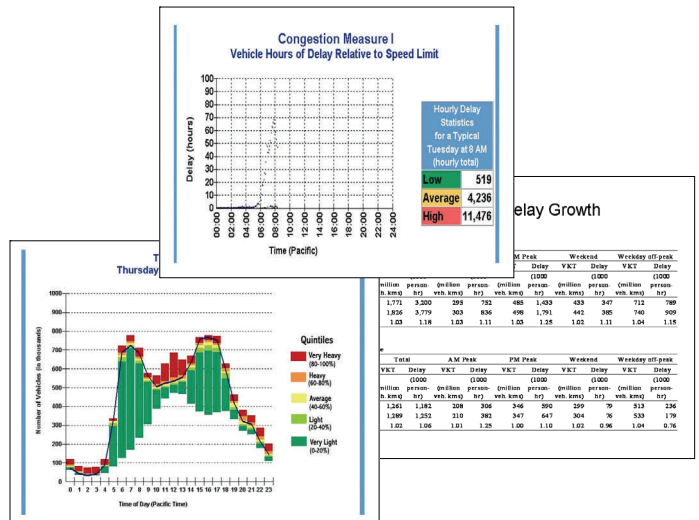 Congestion Measure I
Vehicle Hours of Delay Relative to Speed Limit
100
90
80
70
60
50
40
30
20
10
0
Delay (hours)
00:00 02:00 04:00 06:00 08:00 10:00 12:00 14:00 16:00 18:00 20:00 22:00 24:00
Time (Pacific)
Hourly Delay
Statistics
for a Typical
Tuesday at 8 AM
(hourly total)
Low 519
Average 4,236
High 11,476
elay Growth
M Peak Weekend Weekday off-peak
Delay VKT Delay VKT Delay
(1000 (1000 (1000
million person- (million person- (million person- (million person- (million person-
veh. kms) hr) veh. kms) hr) veh. kms) hr) veh. kms) hr) veh. kms) hr)
1,771 3,200 295 752 485 1,433 433 347 712 789
1,826 3,779 303 836 498 1,791 442 385 740 909
1.03 1.18 1.03 1.11 1.03 1.25 1.02 1.11 1.04 1.15
Total AM Peak PM Peak Weekend Weekday off-peak
VKT Delay VKT Delay VKT Delay VKT Delay VKT Delay
(1000 (1000 (1000 (1000 (1000
million person- (million person- (million person- (million person- (million person-
h. kms) hr) veh. kms) hr) veh. kms) hr) veh. kms) hr) veh. kms) hr)
1,261 1,182 208 306 346 590 299 79 513 236
1,289 1,252 210 382 347 647 304 76 533 179
1.02 1.06 1.01 1.25 1.00 1.10 1.02 0.96 1.04 0.76
T
Thursday
1000
900
800
700
600
500
400
300
200
100
0
Number of Vehicles (in thousands)
0 1 2 3 4 5 6 7 8 9 10 11 12 13 14 15 16 17 18 19 20 21 22 23
Time of Day (Pacific Time)
Quintiles
Very Heavy
(80-100%)
Heavy
(60-80%)
Average
(40-60%)
Light
(20-40%)
Very Light
(0-20%)